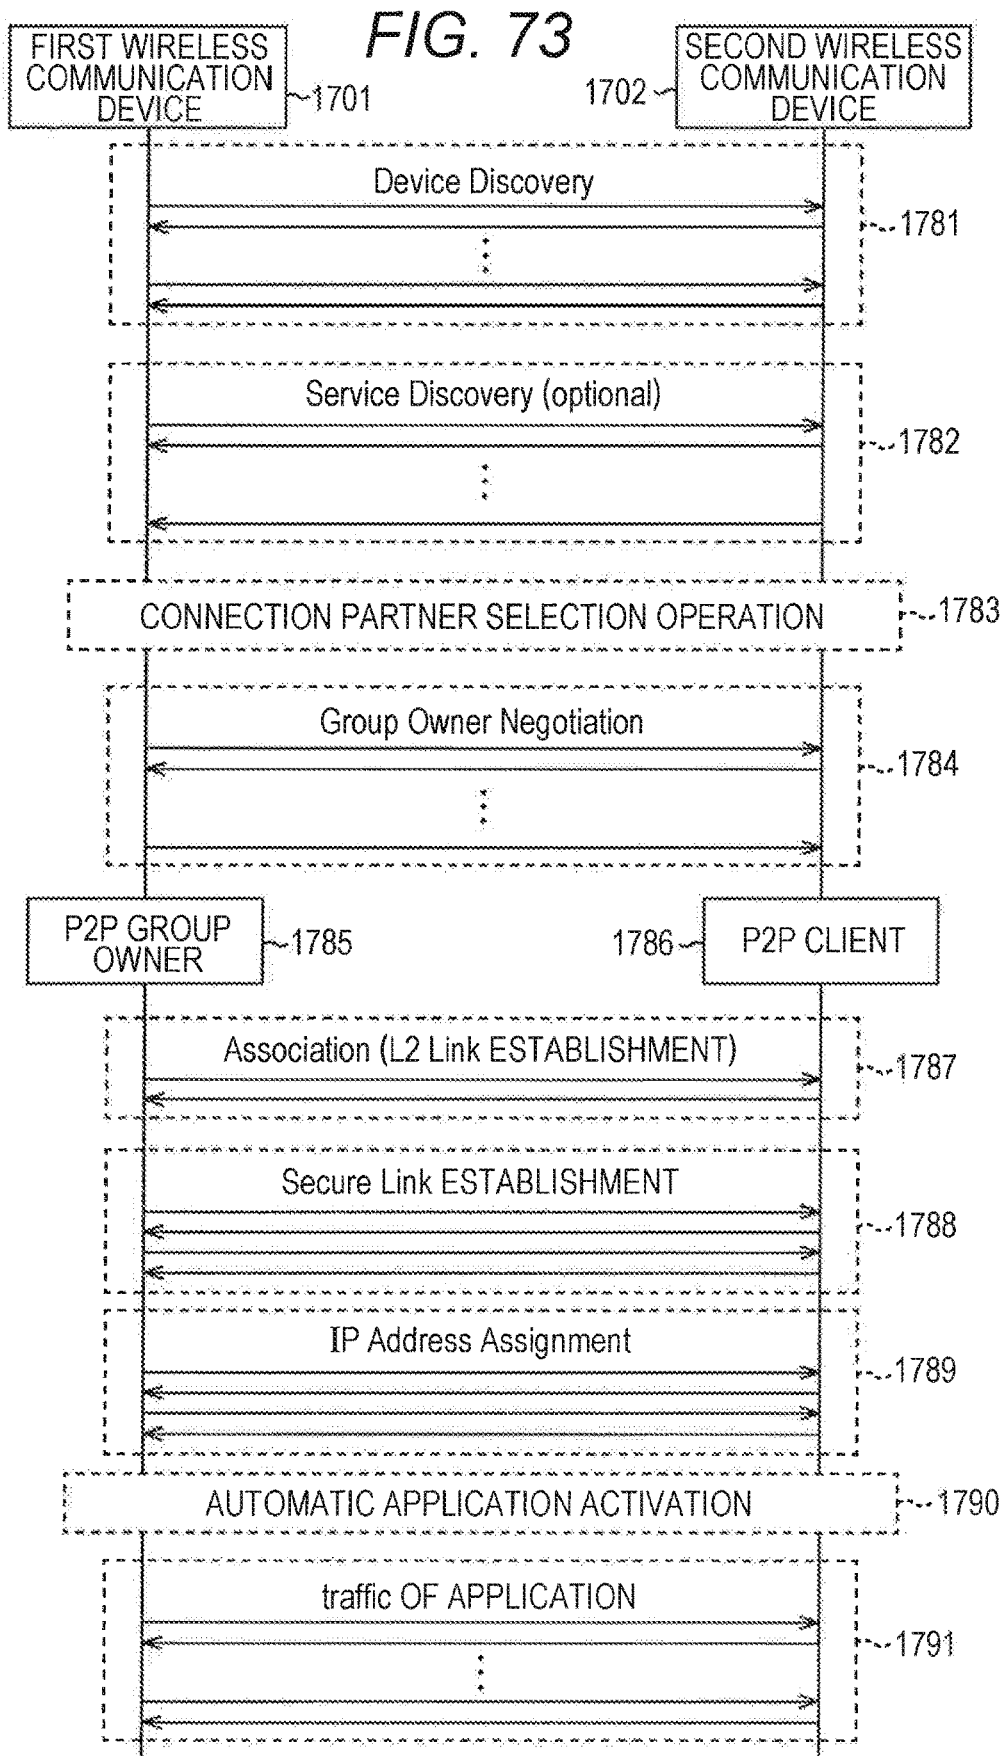 FIG. 73
FIRST WIRELESS
COMMUNICATION
DEVICE
1701
1702
SECOND WIRELESS
COMMUNICATION
DEVICE
Device Discovery
1781
Service Discovery (optional)
1782
CONNECTION PARTNER SELECTION OPERATION
1783
Group Owner Negotiation
1784
P2P GROUP
OWNER
1785
1786
P2P CLIENT
Association (L2 Link ESTABLISHMENT)
1787
Secure Link ESTABLISHMENT
1788
IP Address Assignment
1789
AUTOMATIC APPLICATION ACTIVATION
1790
traffic OF APPLICATION
1791